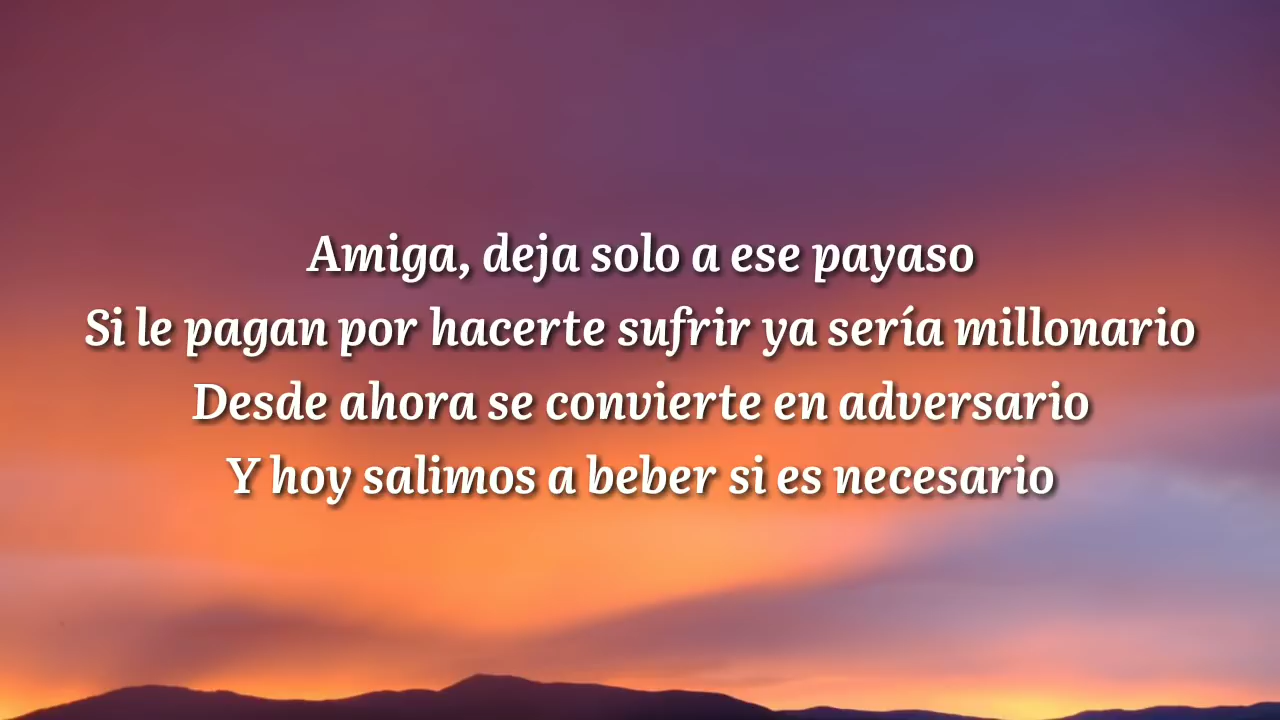 Amiga, deja solo a ese payaso
Si le pagan por hacerte sufrir ya sería millonario
Desde ahora se convierte en adversario
Y hoy salimos a beber si es necesario